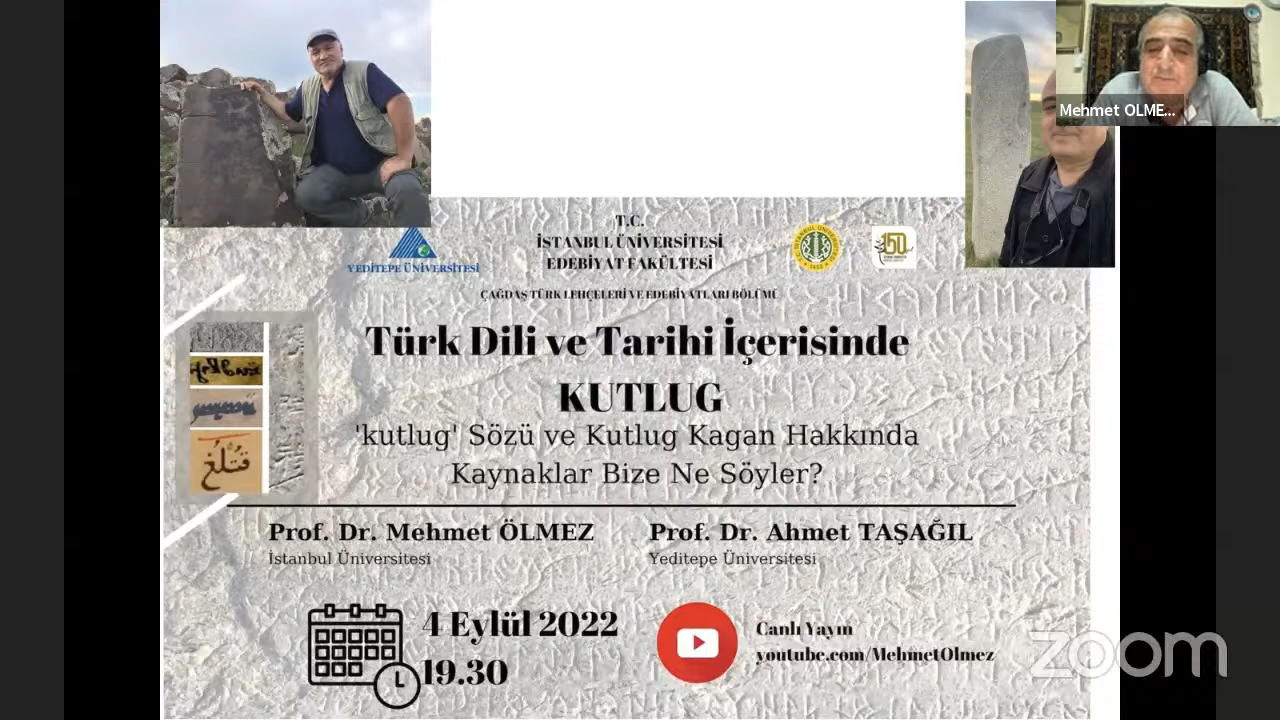 Mehmet OLME...
T.C.
İSTANBUL ÜNİVERSİTESİ
EDEBİYAT FAKÜLTESİ
YEDİTEPE ÜNİVERSİTESİ
150
ÇAĞDAŞ TÜRK LEHÇELERİ VE EDEBİYATLARI BÖLÜMÜ
Türk Dili ve Tarihi İçerisinde
KUTLUG
'kutlug' Sözü ve Kutlug Kagan Hakkında
Kaynaklar Bize Ne Söyler?
قُتلُغ
Prof. Dr. Mehmet ÖLMEZ
İstanbul Üniversitesi
Prof. Dr. Ahmet TAŞAĞIL
Yeditepe Üniversitesi
4 Eylül 2022
19.30
Canlı Yayın
youtube.com/MehmetOlmez
zoom